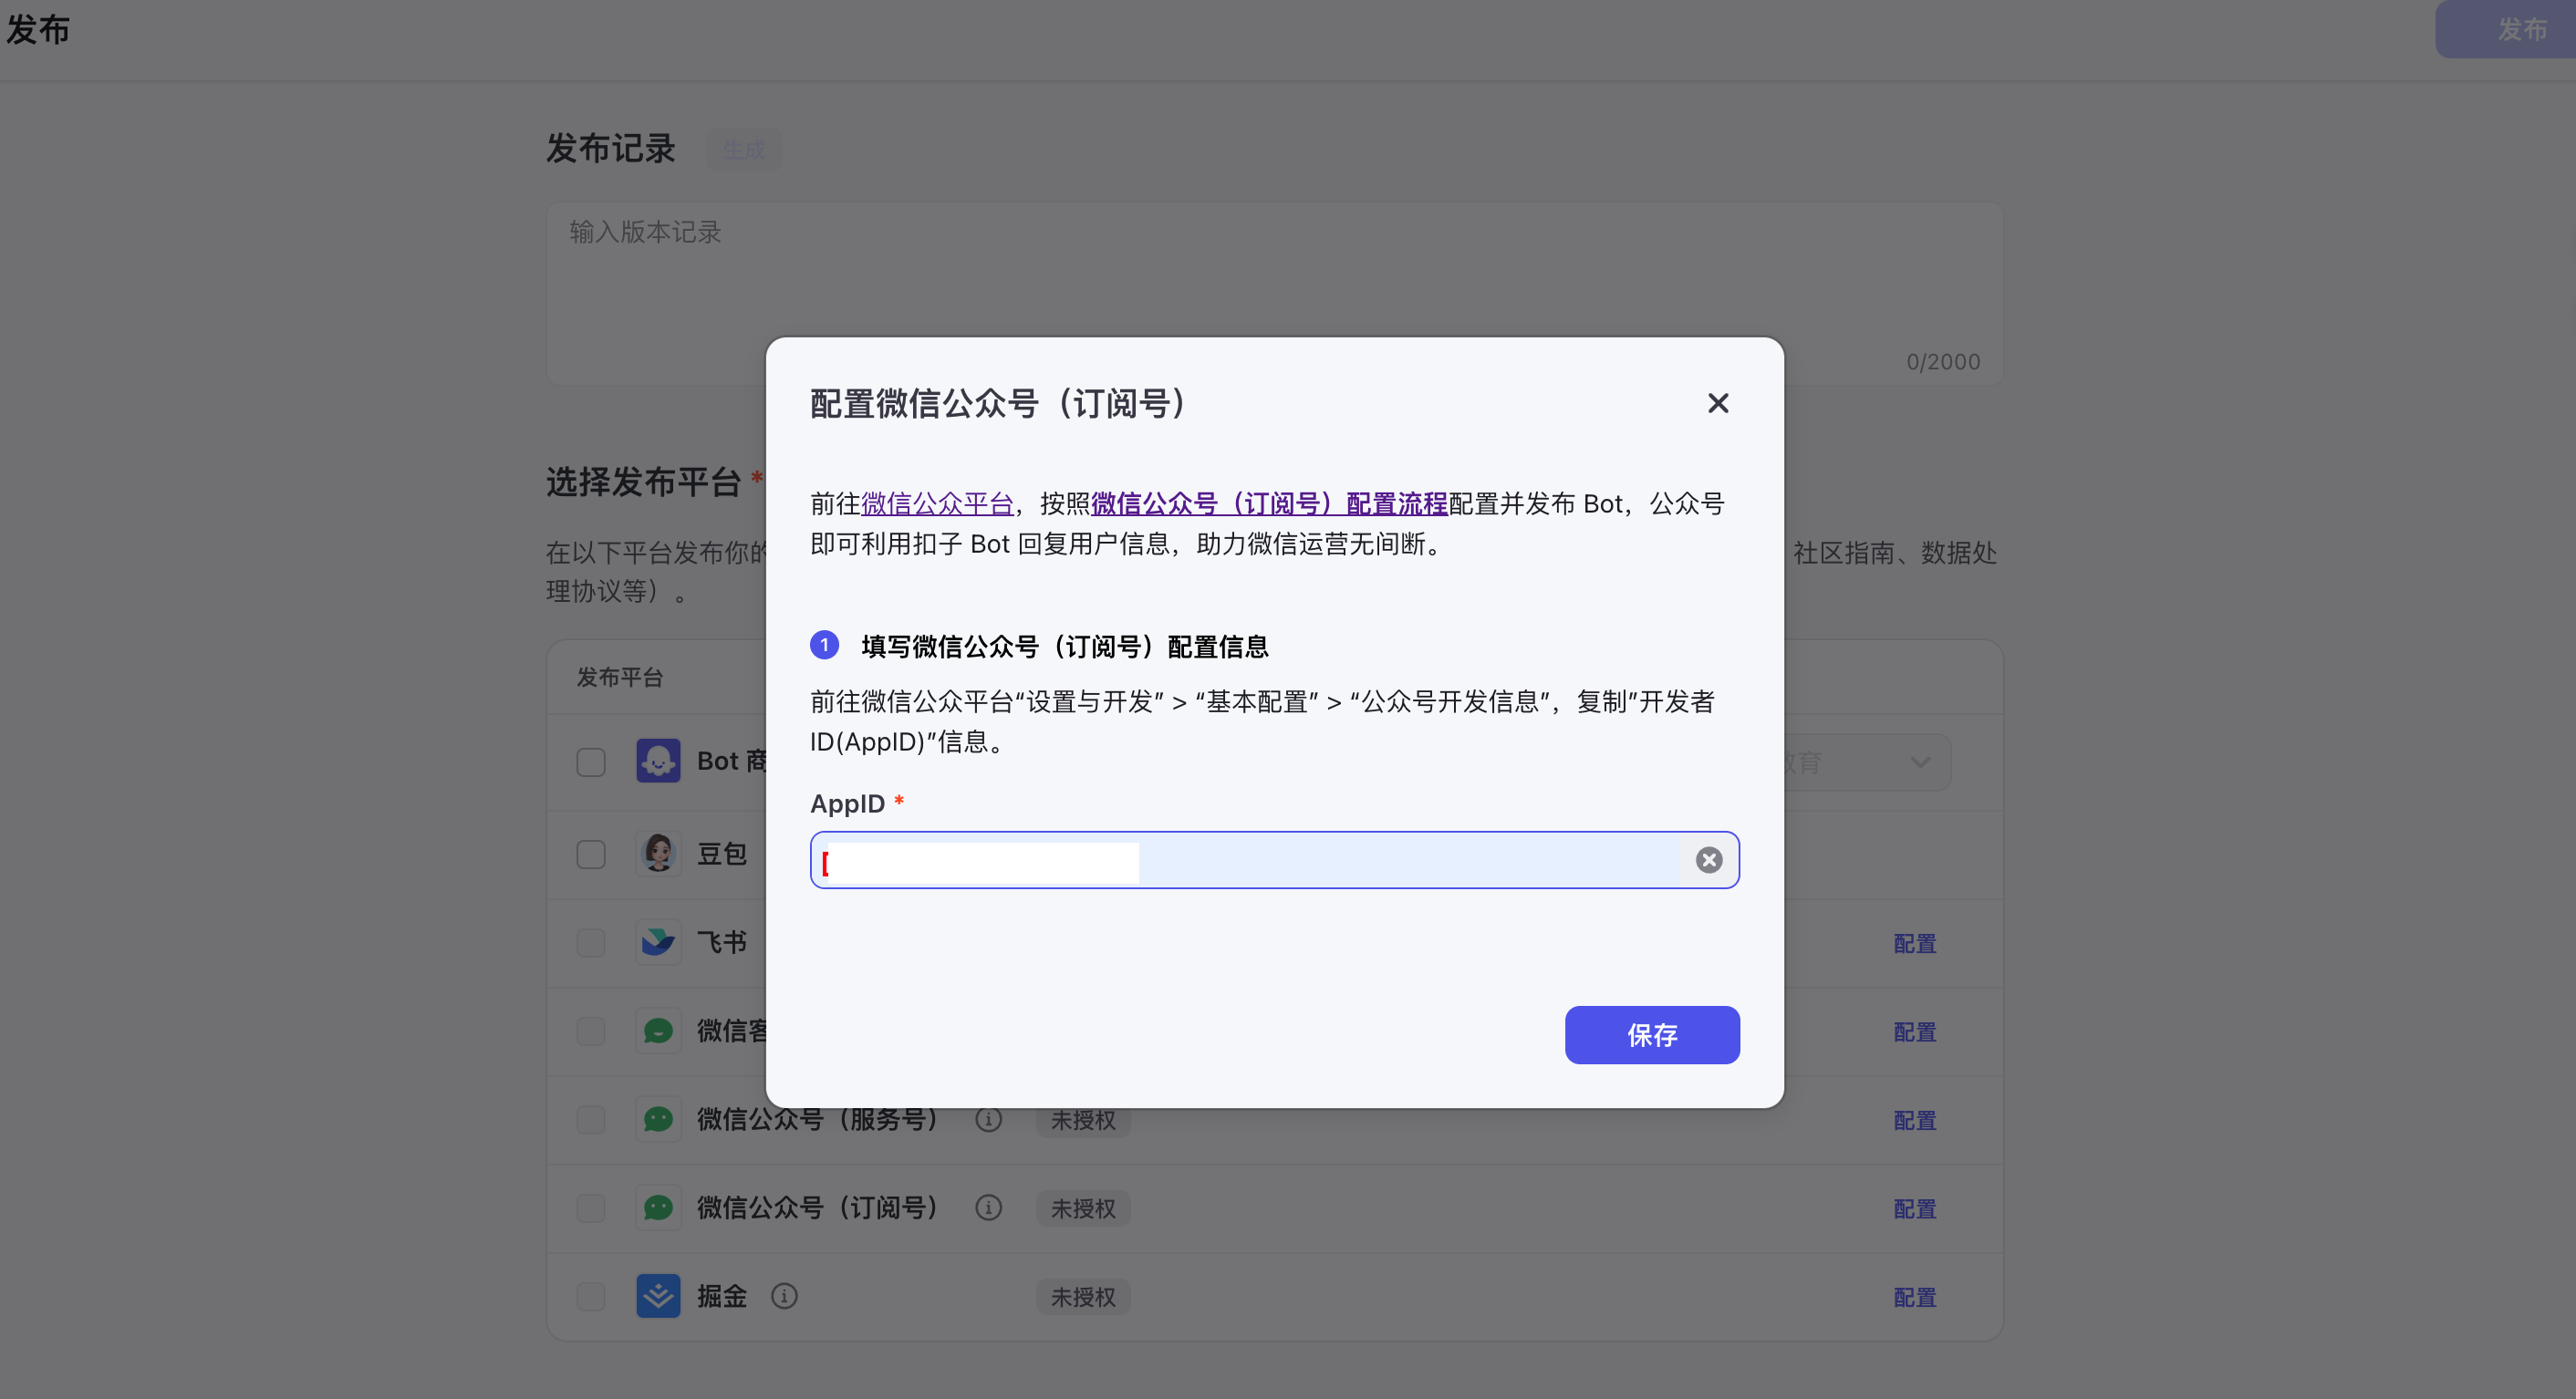 发布
发布
发布记录
生成
输入版本记录
0/2000
选择发布平台 *
在以下平台发布你的
社区指南、数据处
理协议等）。
发布平台
Bot 商
教育
豆包
飞书
配置
微信客
配置
微信公众号（服务号）
未授权
配置
微信公众号（订阅号）
未授权
配置
掘金
未授权
配置
配置微信公众号（订阅号）
前往微信公众平台，按照微信公众号（订阅号）配置流程配置并发布 Bot，公众号
即可利用扣子 Bot 回复用户信息，助力微信运营无间断。
1 填写微信公众号（订阅号）配置信息
前往微信公众平台“设置与开发” > “基本配置” > “公众号开发信息”，复制”开发者
ID(AppID)”信息。
AppID *
保存